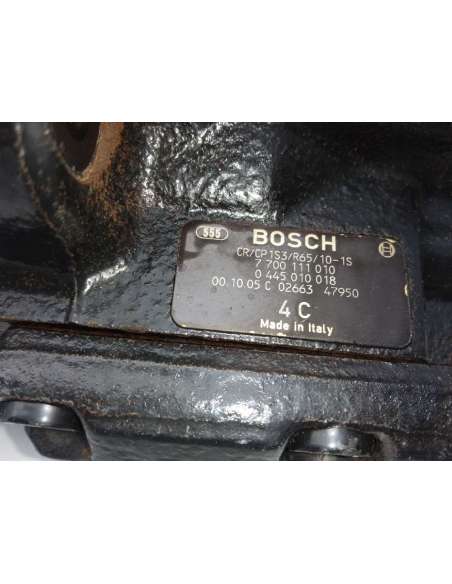 555 BOSCH
CR/CP1S3/R65/10-1S
7 700 111 010
0 445 010 018
00.10.05 C 02663 47950
4 C
Made in Italy